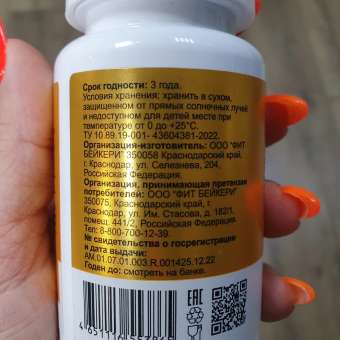 Срок годности: 3 года.
Условия хранения: хранить в сухом,
защищенном от прямых солнечных лучей
и недоступном для детей месте при
температуре от 0 до +25°С.
ТУ 10.89.19-001- 43604381-2022.
Организация-изготовитель: ООО "ФИТ
БЕЙКЕРИ" 350058 Краснодарский край,
г. Краснодар, ул. Селезнева, 204,
Российская Федерация.
Организация, принимающая претензии
потребителей: ООО "ФИТ БЕЙКЕРИ"
350075, Краснодарский край, г.
Краснодар, ул. Им. Стасова, д. 182/1,
помещ. 441/2, Российская Федерация.
Тел: 8-800-700-12-39.
№ свидетельства о госрегистрации
и дата выдачи:
AM.01.07.01.003.R.001425.12.22
Годен до: смотреть на банке.
EAC